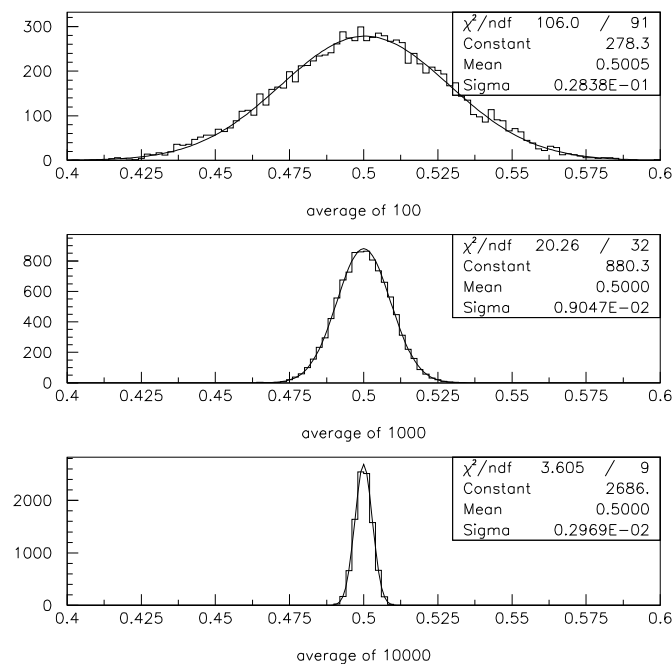 300
200
100
0
χ²/ndf 106.0 / 91
Constant 278.3
Mean 0.5005
Sigma 0.2838E-01
0.4 0.425 0.45 0.475 0.5 0.525 0.55 0.575 0.6
average of 100
800
600
400
200
0
χ²/ndf 20.26 / 32
Constant 880.3
Mean 0.5000
Sigma 0.9047E-02
0.4 0.425 0.45 0.475 0.5 0.525 0.55 0.575 0.6
average of 1000
2000
1000
0
χ²/ndf 3.605 / 9
Constant 2686.
Mean 0.5000
Sigma 0.2969E-02
0.4 0.425 0.45 0.475 0.5 0.525 0.55 0.575 0.6
average of 10000